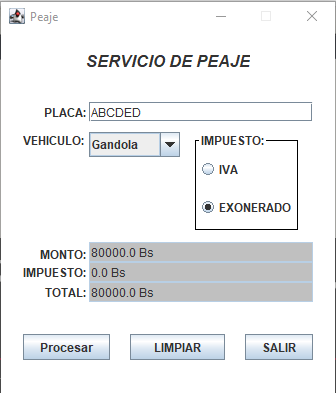 Peaje
SERVICIO DE PEAJE
PLACA: ABCDED
VEHICULO: Gandola
IMPUESTO:
IVA
EXONERADO
MONTO: 80000.0 Bs
IMPUESTO: 0.0 Bs
TOTAL: 80000.0 Bs
Procesar LIMPIAR SALIR